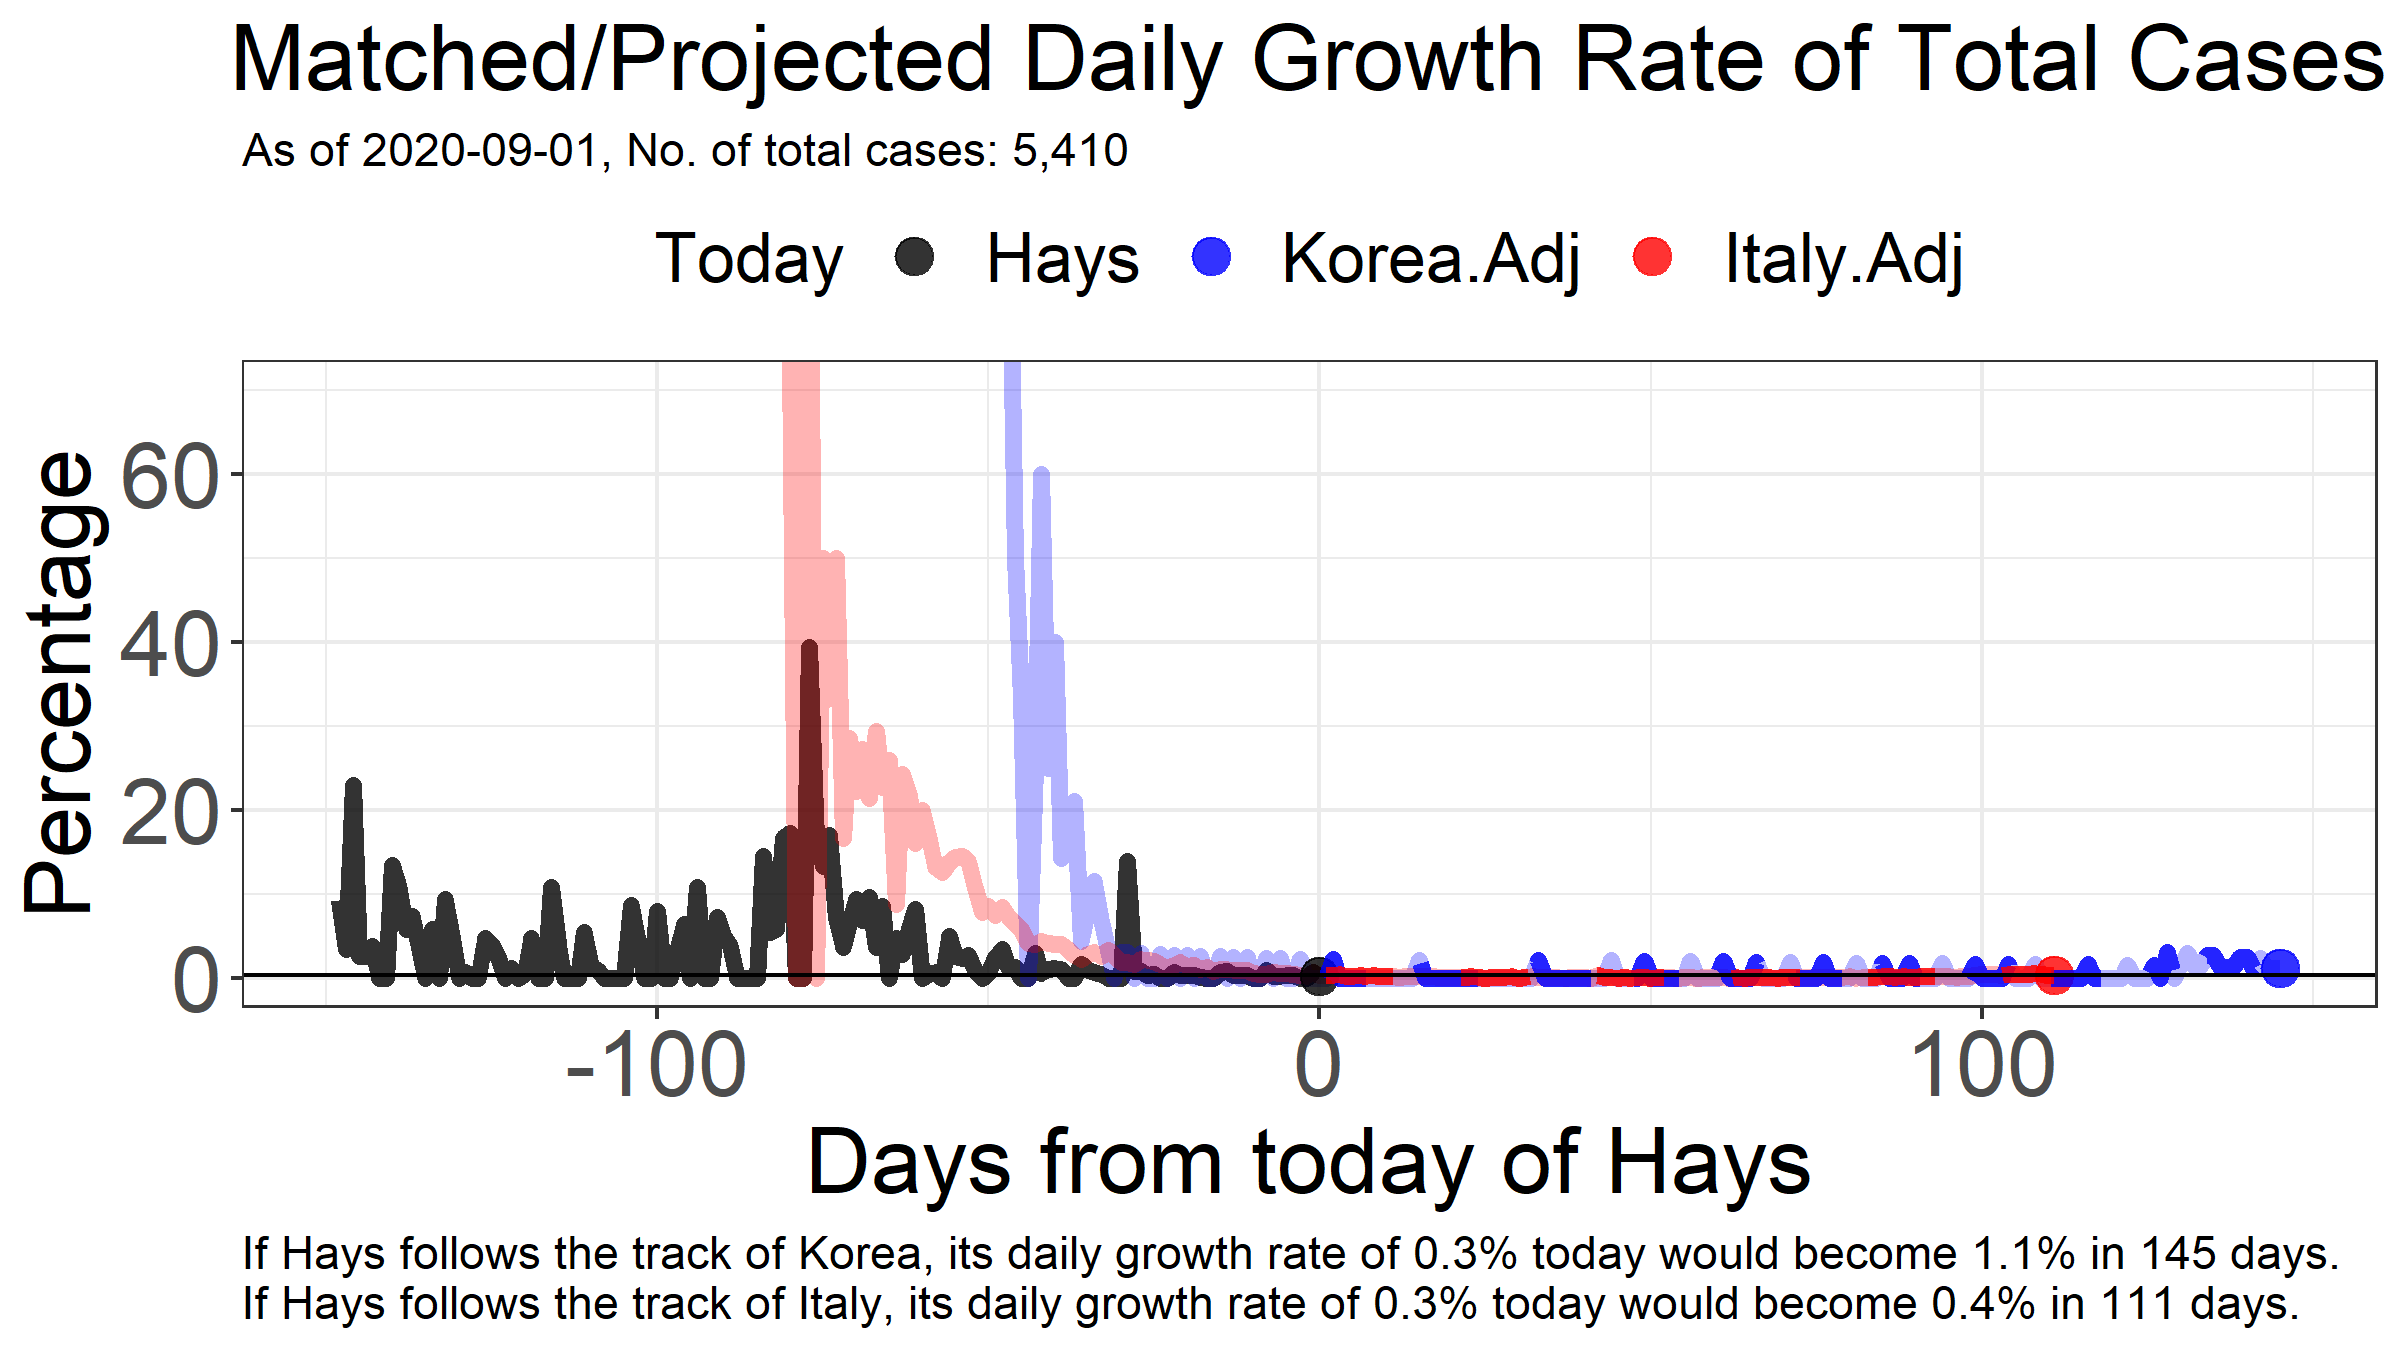 Matched/Projected Daily Growth Rate of Total Cases
As of 2020-09-01, No. of total cases: 5,410
Today Hays Korea.Adj Italy.Adj
Percentage
60
40
20
0
-100 0 100
Days from today of Hays
If Hays follows the track of Korea, its daily growth rate of 0.3% today would become 1.1% in 145 days.
If Hays follows the track of Italy, its daily growth rate of 0.3% today would become 0.4% in 111 days.